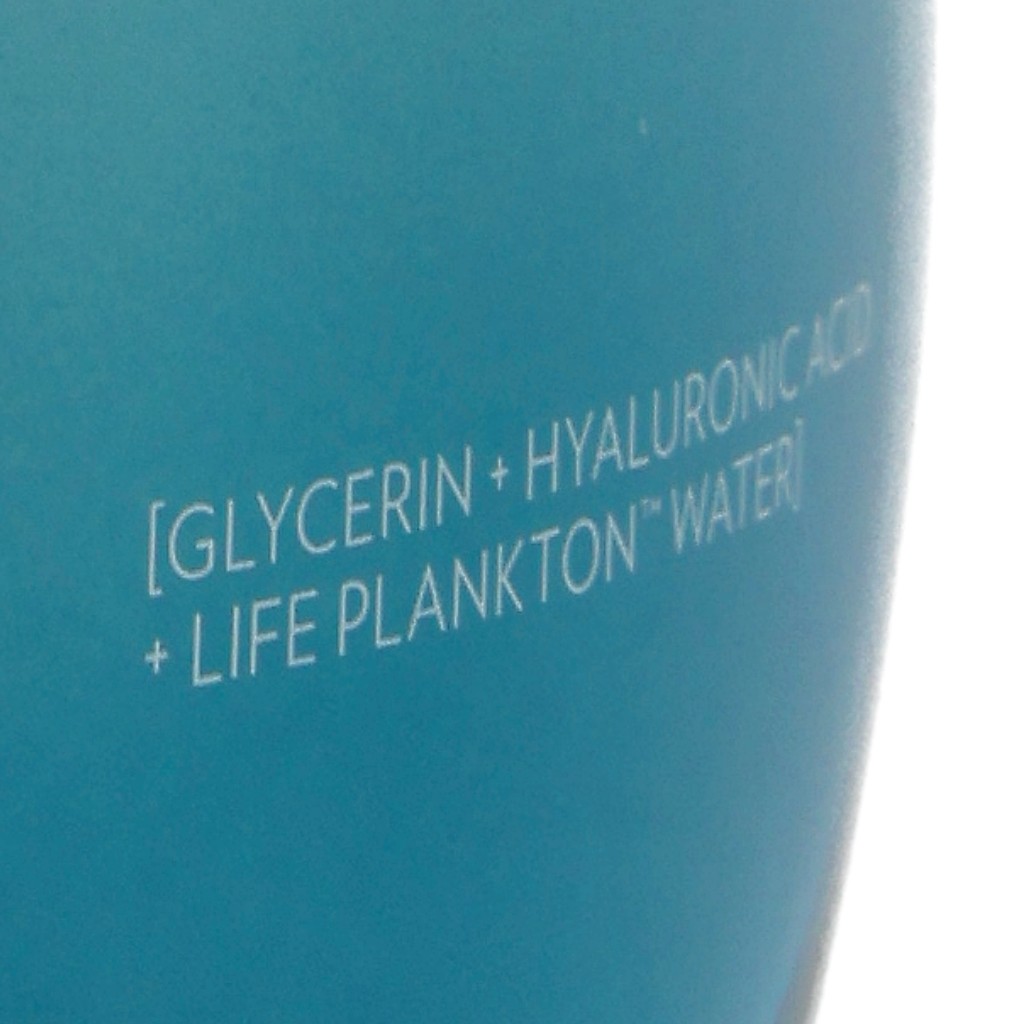 [GLYCERIN + HYALURONIC ACID
+ LIFE PLANKTON™ WATER]